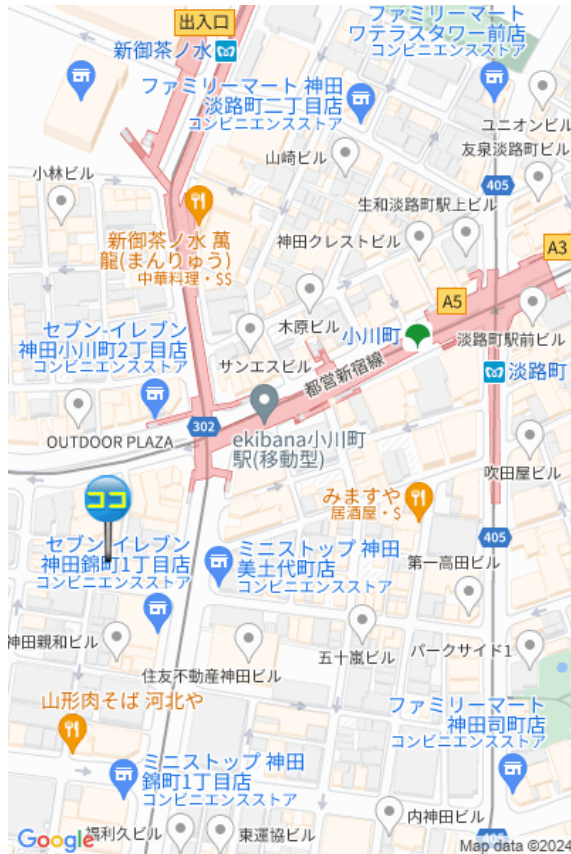 出入口
新御茶ノ水
ファミリーマート
ワテラスタワー前店
コンビニエンスストア
ファミリーマート 神田
淡路町二丁目店
コンビニエンスストア
ユニオンビル
友泉淡路町ビル
山崎ビル
小林ビル
405
生和淡路町駅上ビル
新御茶ノ水 萬
龍(まんりゅう)
中華料理・$$
神田クレストビル
A3
A5
木原ビル
小川町
淡路町駅前ビル
セブン-イレブン
神田小川町2丁目店
コンビニエンスストア
サンエスビル
都営新宿線
淡路町
302
OUTDOOR PLAZA
ekibana小川町
駅(移動型)
吹田屋ビル
ココ
みますや
居酒屋・$
405
セブン-イレブン
神田錦町1丁目店
コンビニエンスストア
ミニストップ 神田
美土代町店
コンビニエンスストア
第一高田ビル
神田親和ビル
五十嵐ビル
パークサイド1
住友不動産神田ビル
山形肉そば 河北や
ファミリーマート
神田司町店
コンビニエンスストア
ミニストップ 神田
錦町1丁目店
コンビニエンスストア
内神田ビル
Google
福利久ビル
東運協ビル
405
Map data ©2024